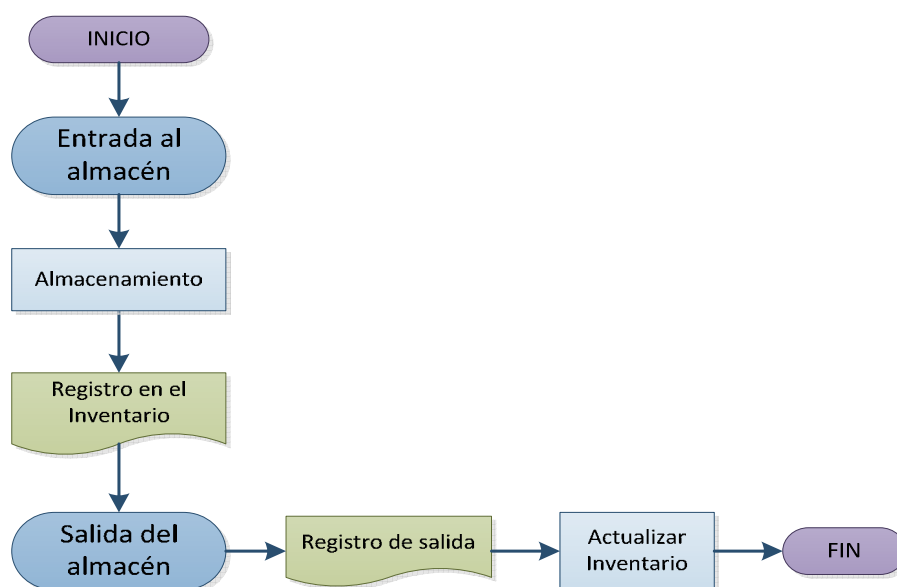 INICIO
Entrada al
almacén
Almacenamiento
Registro en el
Inventario
Salida del
almacén
Registro de salida
Actualizar
Inventario
FIN